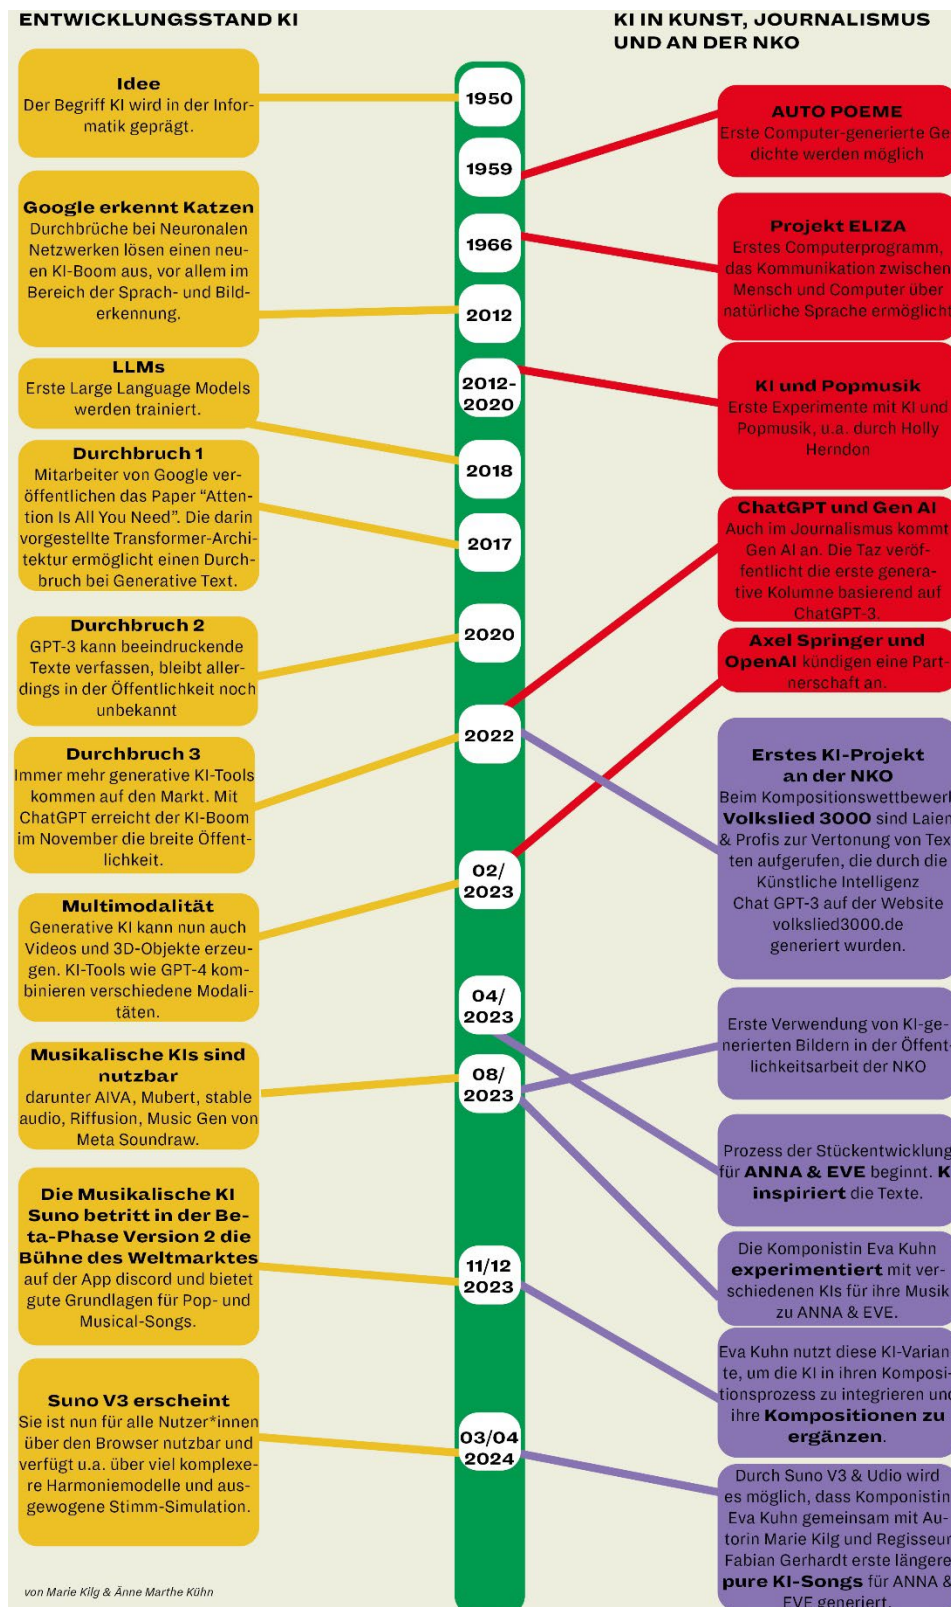 ENTWICKLUNGSSTAND KI
KI IN KUNST, JOURNALISMUS
UND AN DER NKO
Idee
Der Begriff KI wird in der Infor-
matik geprägt.
Google erkennt Katzen
Durchbrüche bei Neuronalen
Netzwerken lösen einen neu-
en KI-Boom aus, vor allem im
Bereich der Sprach- und Bild-
erkennung.
LLMs
Erste Large Language Models
werden trainiert.
Durchbruch 1
Mitarbeiter von Google ver-
öffentlichen das Paper “Atten-
tion Is All You Need”. Die darin
vorgestellte Transformer-Archi-
tektur ermöglicht einen Durch-
bruch bei Generative Text.
Durchbruch 2
GPT-3 kann beeindruckende
Texte verfassen, bleibt aller-
dings in der Öffentlichkeit noch
unbekannt
Durchbruch 3
Immer mehr generative KI-Tools
kommen auf den Markt. Mit
ChatGPT erreicht der KI-Boom
im November die breite Öffent-
lichkeit.
Multimodalität
Generative KI kann nun auch
Videos und 3D-Objekte erzeu-
gen. KI-Tools wie GPT-4 kom-
binieren verschiedene Modali-
täten.
Musikalische KIs sind
nutzbar
darunter AIVA, Mubert, stable
audio, Riffusion, Music Gen von
Meta Soundraw.
Die Musikalische KI
Suno betritt in der Be-
ta-Phase Version 2 die
Bühne des Weltmarktes
auf der App discord und bietet
gute Grundlagen für Pop- und
Musical-Songs.
Suno V3 erscheint
Sie ist nun für alle Nutzer*innen
über den Browser nutzbar und
verfügt u.a. über viel komplexe-
re Harmoniemodelle und aus-
gewogene Stimm-Simulation.
von Marie Kilg & Änne Marthe Kühn
1950
1959
1966
2012
2012-
2020
2018
2017
2020
2022
02/
2023
04/
2023
08/
2023
11/12
2023
03/04
2024
AUTO POEME
Erste Computer-generierte Ge
dichte werden möglich
Projekt ELIZA
Erstes Computerprogramm,
das Kommunikation zwischen
Mensch und Computer über
natürliche Sprache ermöglicht
KI und Popmusik
Erste Experimente mit KI und
Popmusik, u.a. durch Holly
Herndon
ChatGPT und Gen AI
Auch im Journalismus kommt
Gen AI an. Die Taz veröf-
fentlicht die erste genera-
tive Kolumne basierend auf
ChatGPT-3.
Axel Springer und
OpenAI kündigen eine Part-
nerschaft an.
Erstes KI-Projekt
an der NKO
Beim Kompositionswettbewerb
Volkslied 3000 sind Laien
& Profis zur Vertonung von Tex
ten aufgerufen, die durch die
Künstliche Intelligenz
Chat GPT-3 auf der Website
volkslied3000.de
generiert wurden.
Erste Verwendung von KI-ge-
nerierten Bildern in der Öffent-
lichkeitsarbeit der NKO
Prozess der Stückentwicklung
für ANNA & EVE beginnt. K
inspiriert die Texte.
Die Komponistin Eva Kuhn
experimentiert mit ver-
schiedenen KIs für ihre Musik
zu ANNA & EVE.
Eva Kuhn nutzt diese KI-Varian
te, um die KI in ihren Komposi-
tionsprozess zu integrieren und
ihre Kompositionen zu
ergänzen.
Durch Suno V3 & Udio wird
es möglich, dass Komponistin
Eva Kuhn gemeinsam mit Au-
torin Marie Kilg und Regisseur
Fabian Gerhardt erste längere
pure KI-Songs für ANNA &
EVE generiert.